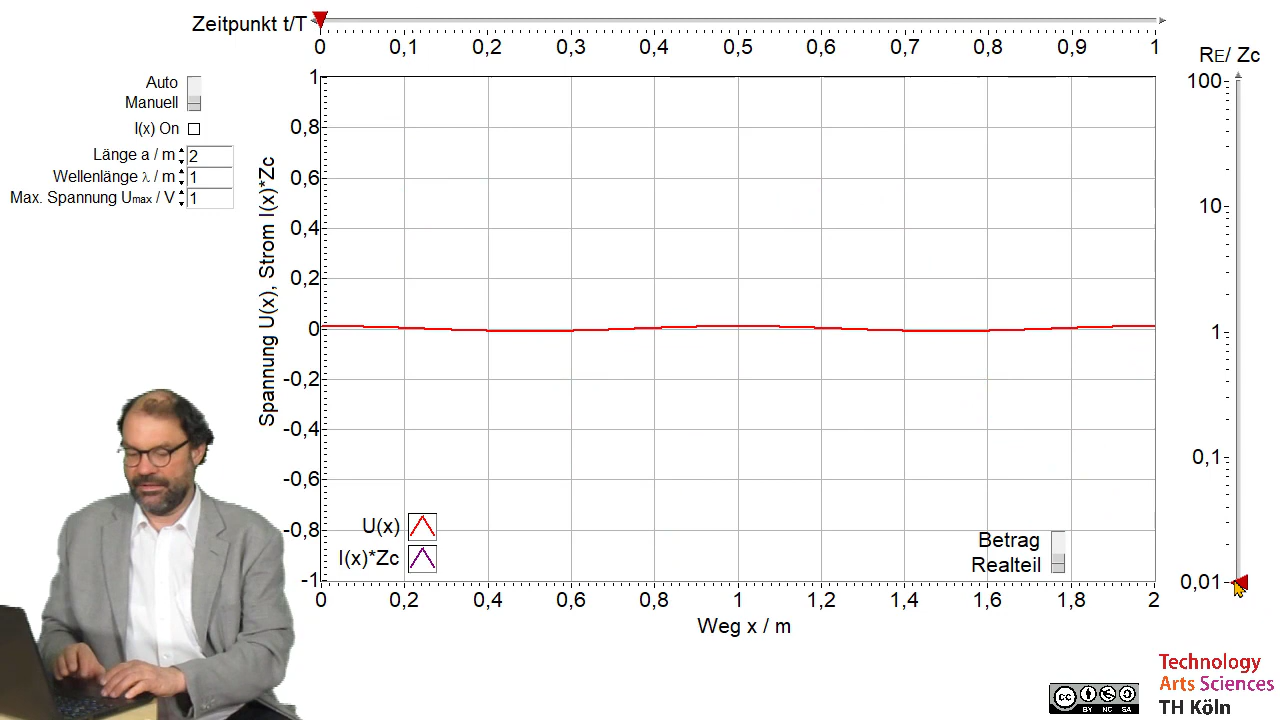 Zeitpunkt t/T
0 0,1 0,2 0,3 0,4 0,5 0,6 0,7 0,8 0,9 1
RE/ Zc
Auto
Manuell
I(x) On
Länge a / m 2
Wellenlänge λ / m 1
Max. Spannung Umax / V 1
Spannung U(x), Strom I(x)*Zc
1
0,8
0,6
0,4
0,2
0
-0,2
-0,4
-0,6
-0,8
-1
100
10
1
0,1
0,01
U(x)
I(x)*Zc
Betrag
Realteil
0 0,2 0,4 0,6 0,8 1 1,2 1,4 1,6 1,8 2
Weg x / m
cc
BY NC SA
Technology
Arts Sciences
TH Köln